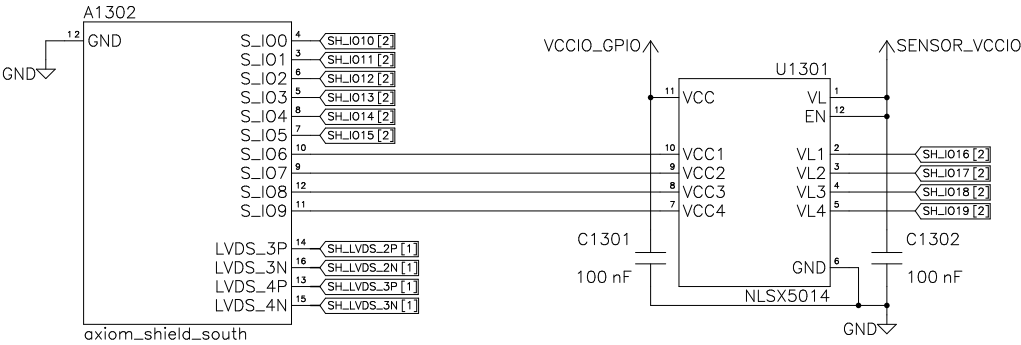 A1302
12 GND
GND
S_IO0 4 SH_IO10 [2]
S_IO1 3 SH_IO11 [2]
S_IO2 6 SH_IO12 [2]
S_IO3 5 SH_IO13 [2]
S_IO4 8 SH_IO14 [2]
S_IO5 7 SH_IO15 [2]
S_IO6 10
S_IO7 9
S_IO8 12
S_IO9 11
LVDS_3P 14 SH_LVDS_2P [1]
LVDS_3N 16 SH_LVDS_2N [1]
LVDS_4P 13 SH_LVDS_3P [1]
LVDS_4N 15 SH_LVDS_3N [1]
axiom_shield_south
VCCIO_GPIO
SENSOR_VCCIO
U1301
11 VCC VL 1
EN 12
10 VCC1 VL1 2 SH_IO16 [2]
9 VCC2 VL2 3 SH_IO17 [2]
8 VCC3 VL3 4 SH_IO18 [2]
7 VCC4 VL4 5 SH_IO19 [2]
GND 6
NLSX5014
C1301
100 nF
C1302
100 nF
GND